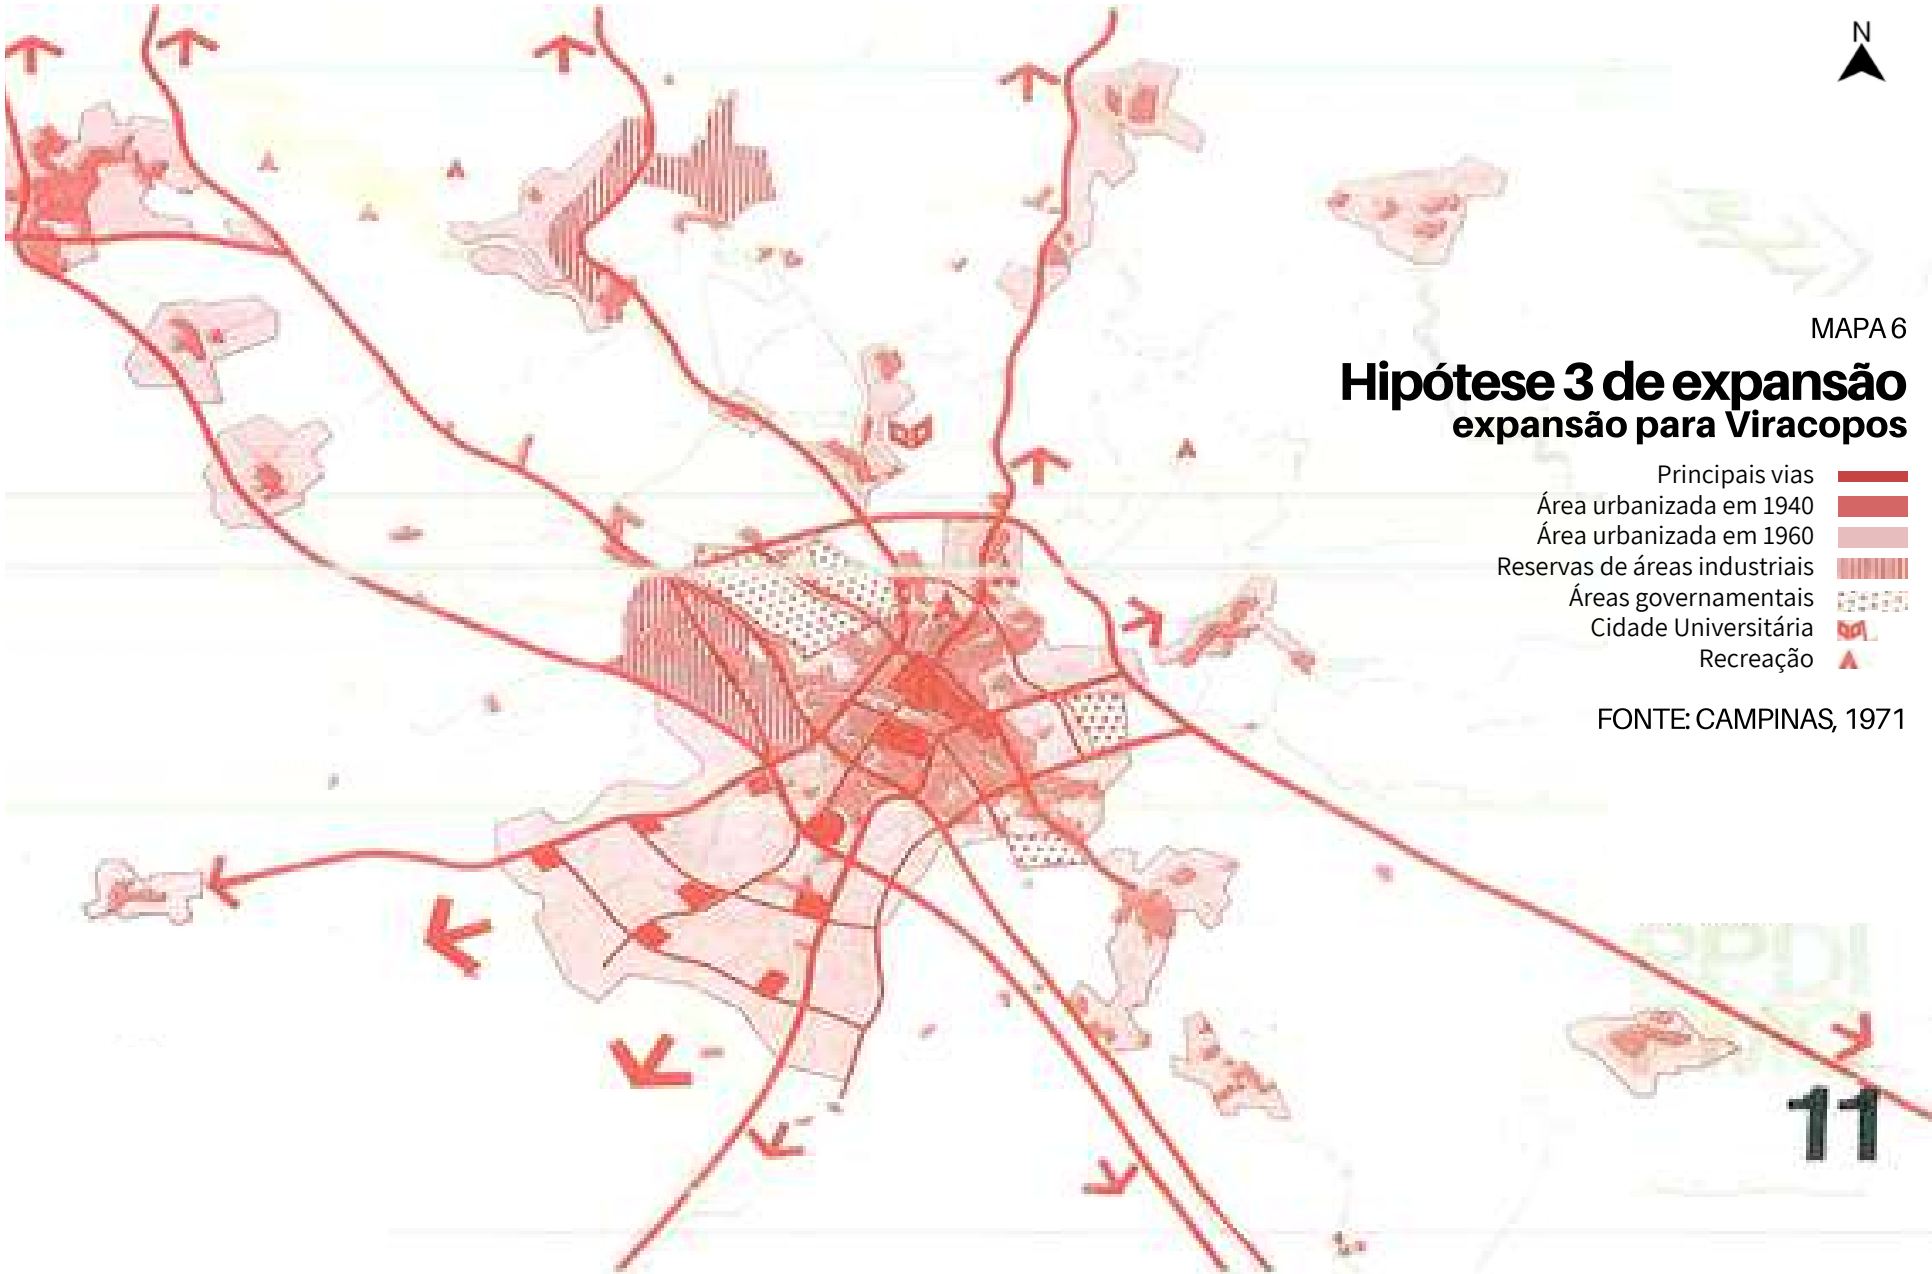 N
MAPA 6
Hipótese 3 de expansão
expansão para Viracopos
Principais vias
Área urbanizada em 1940
Área urbanizada em 1960
Reservas de áreas industriais
Áreas governamentais
Cidade Universitária
Recreação
FONTE: CAMPINAS, 1971
PPDI
11